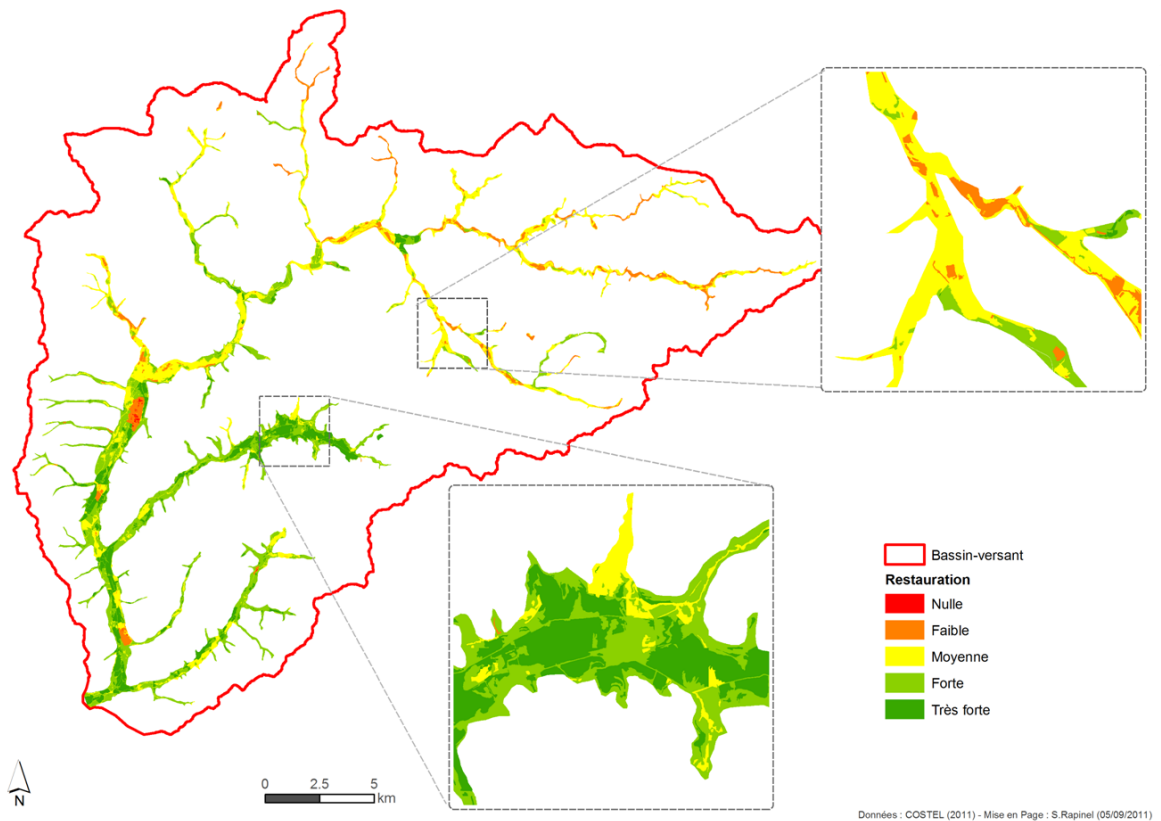 Bassin-versant
Restauration
Nulle
Faible
Moyenne
Forte
Très forte
N
0 2.5 5
km
Données : COSTEL (2011) - Mise en Page : S.Rapinel (05/09/2011)